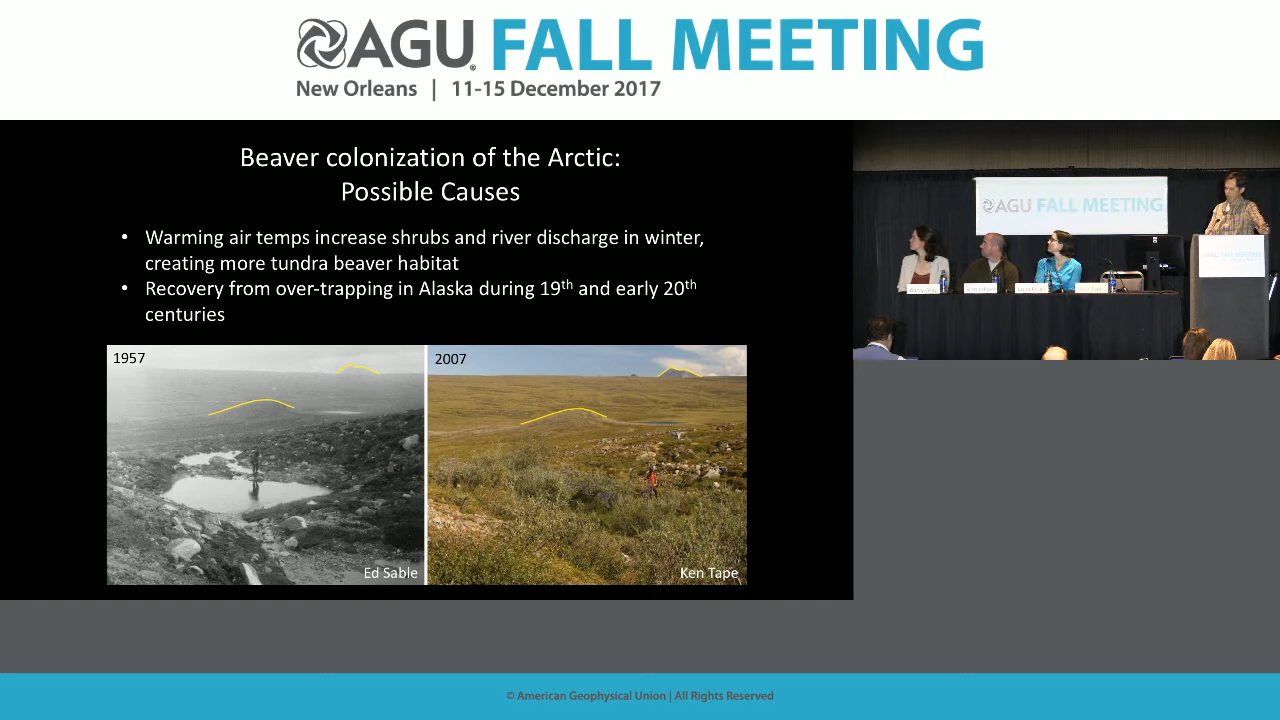 AGU FALL MEETING
New Orleans | 11-15 December 2017
Beaver colonization of the Arctic:
Possible Causes
• Warming air temps increase shrubs and river discharge in winter,
creating more tundra beaver habitat
• Recovery from over-trapping in Alaska during 19th and early 20th
centuries
1957
2007
Ed Sable
Ken Tape
AGU FALL MEETING
© American Geophysical Union | All Rights Reserved